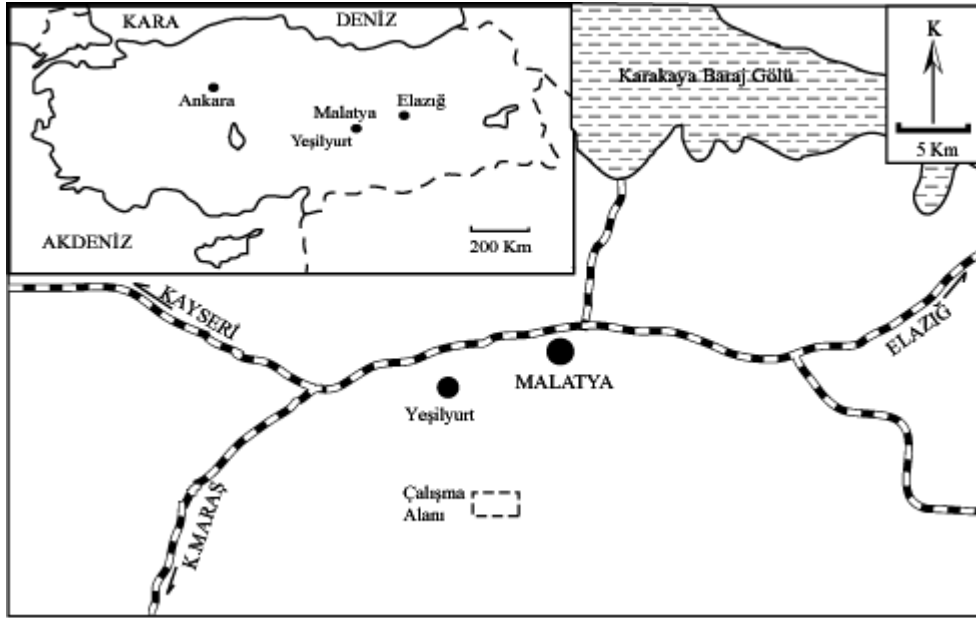 KARA
DENİZ
Ankara
Malatya
Elazığ
Yeşilyurt
AKDENİZ
200 Km
Karakaya Baraj Gölü
K
5 Km
KAYSERİ
ELAZIĞ
MALATYA
Yeşilyurt
Çalışma
Alanı
K.MARAŞ